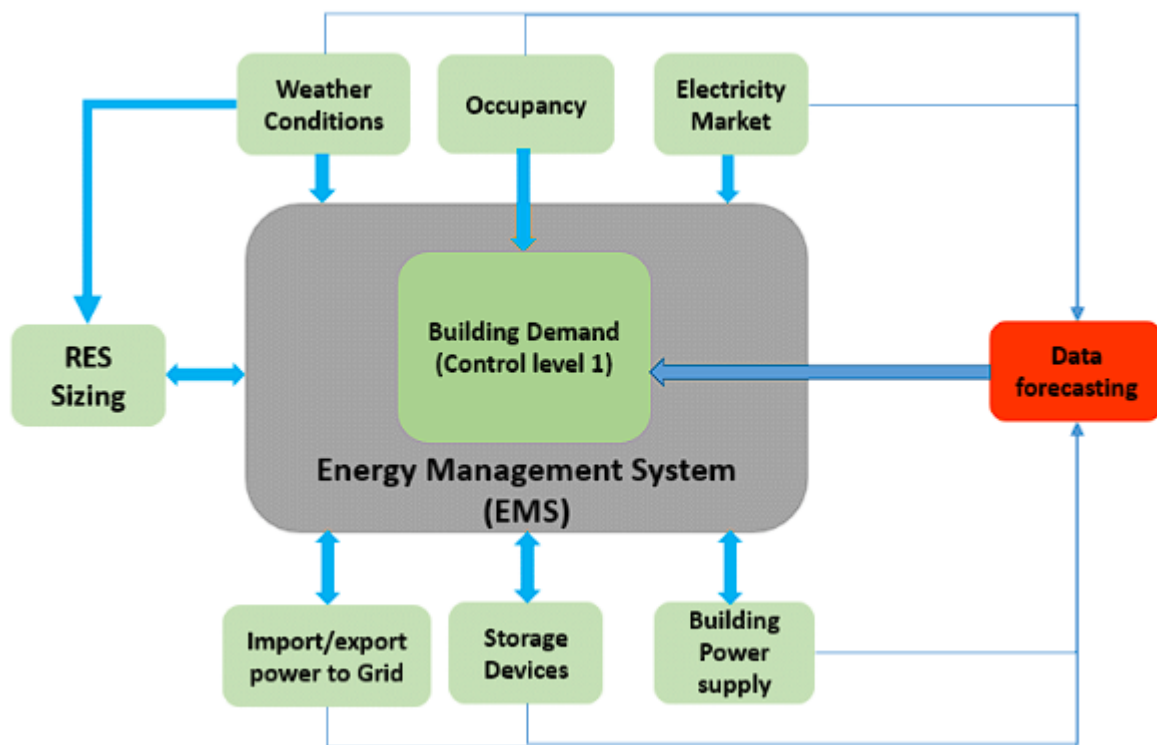 Weather
Conditions
Occupancy
Electricity
Market
RES
Sizing
Building Demand
(Control level 1)
Data
forecasting
Energy Management System
(EMS)
Import/export
power to Grid
Storage
Devices
Building
Power
supply